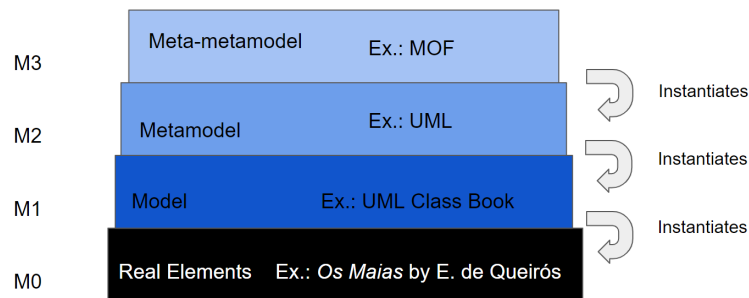 M3 Meta-metamodel Ex.: MOF
Instantiates
M2 Metamodel Ex.: UML
Instantiates
M1 Model Ex.: UML Class Book
Instantiates
M0 Real Elements Ex.: Os Maias by E. de Queirós